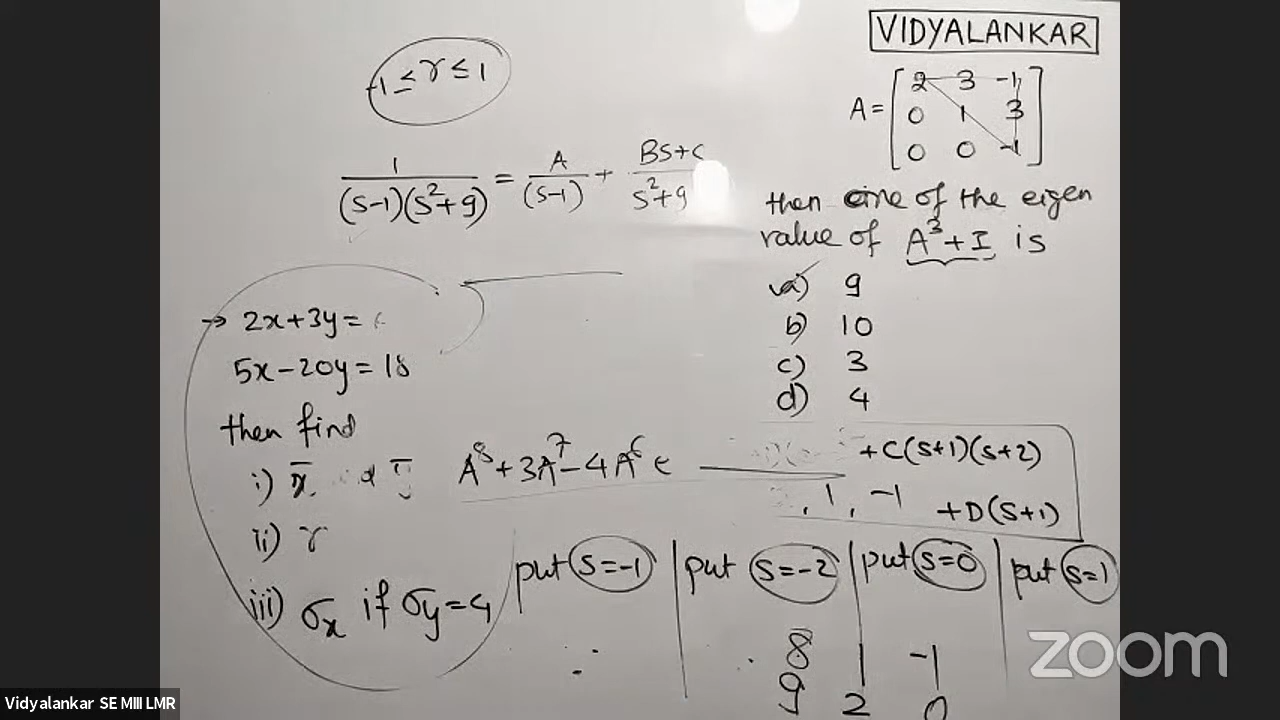 VIDYALANKAR
-1 ≤ r ≤ 1
A = [2 3 -1
0 1 3
0 0 -1]
1/((s-1)(s²+9)) = A/(s-1) + (Bs+C)/(s²+9)
then one of the eigen
value of A³+I is
a) 9
b) 10
c) 3
d) 4
→ 2x+3y=
5x-20y=18
then find
i) x̄ & ȳ
ii) r
iii) σx if σy=4
A⁸+3A⁷-4A⁶
+C(s+1)(s+2)
, 1, -1
+D(s+1)
put s=-1 | put s=-2 | put s=0 | put s=1
8 1 -1
9 2 0
zoom
Vidyalankar SE MIII LMR